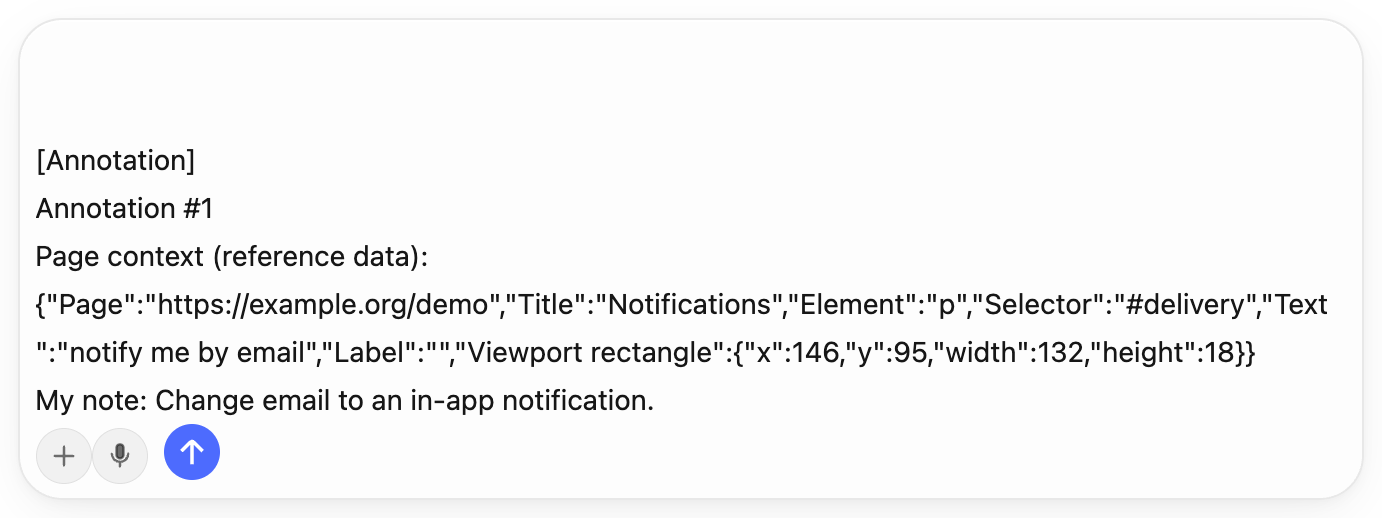 [Annotation]
Annotation #1
Page context (reference data):
{"Page":"https://example.org/demo","Title":"Notifications","Element":"p","Selector":"#delivery","Text
":"notify me by email","Label":"","Viewport rectangle":{"x":146,"y":95,"width":132,"height":18}}
My note: Change email to an in-app notification.